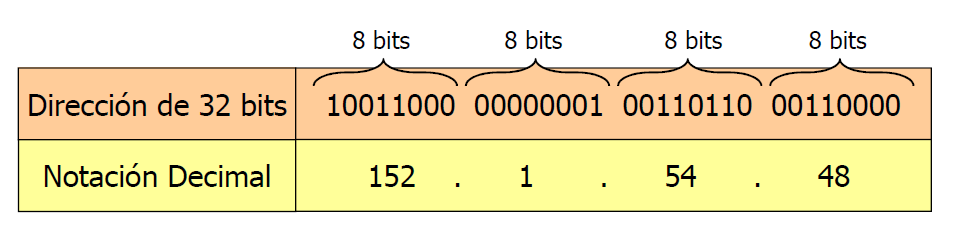 8 bits 8 bits 8 bits 8 bits
Dirección de 32 bits 10011000 00000001 00110110 00110000
Notación Decimal 152 . 1 . 54 . 48